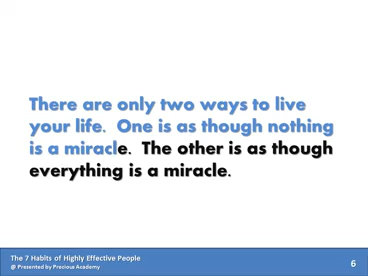 There are only two ways to live
your life.  One is as though nothing
is a miracle.  The other is as though
everything is a miracle.
The 7 Habits of Highly Effective People
@ Presented by Precious Academy
6